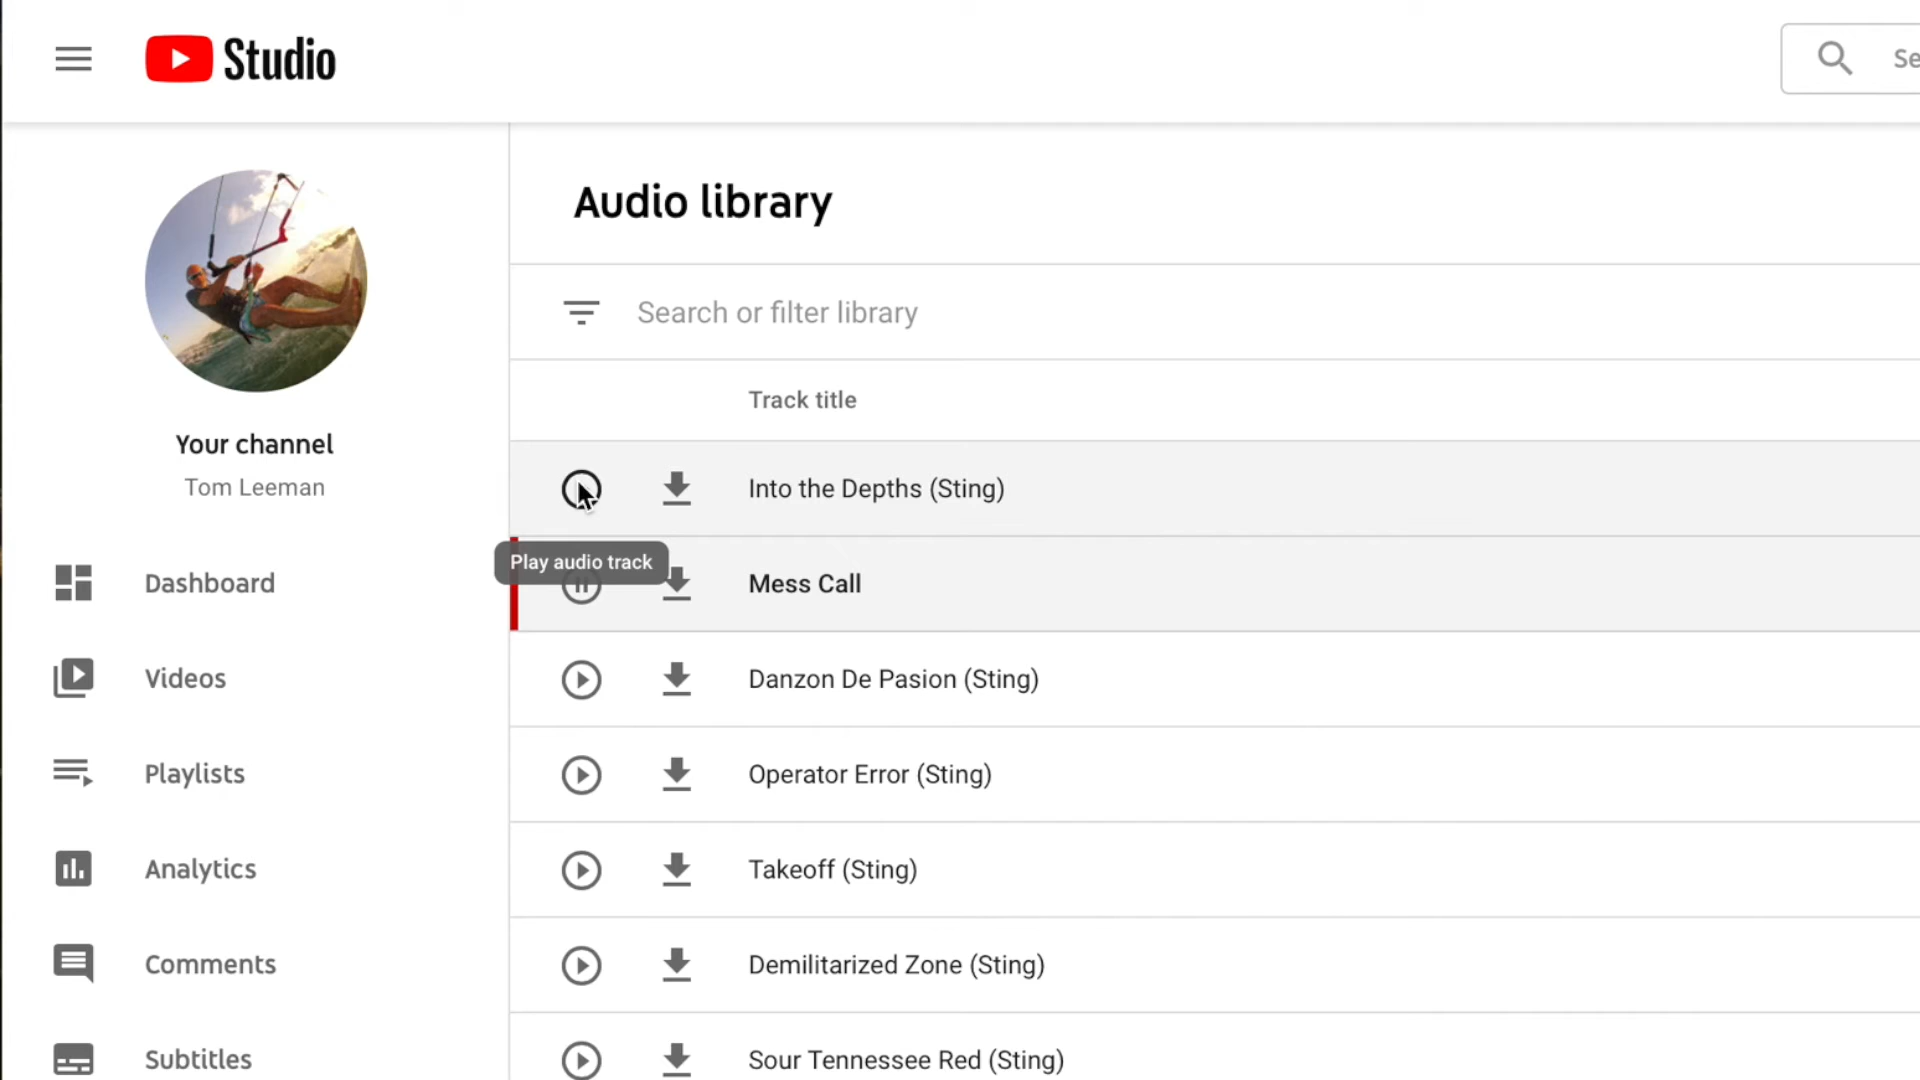 Studio
Se
Your channel
Tom Leeman
Dashboard
Videos
Playlists
Analytics
Comments
Subtitles
Audio library
Search or filter library
Track title
Into the Depths (Sting)
Play audio track
Mess Call
Danzon De Pasion (Sting)
Operator Error (Sting)
Takeoff (Sting)
Demilitarized Zone (Sting)
Sour Tennessee Red (Sting)